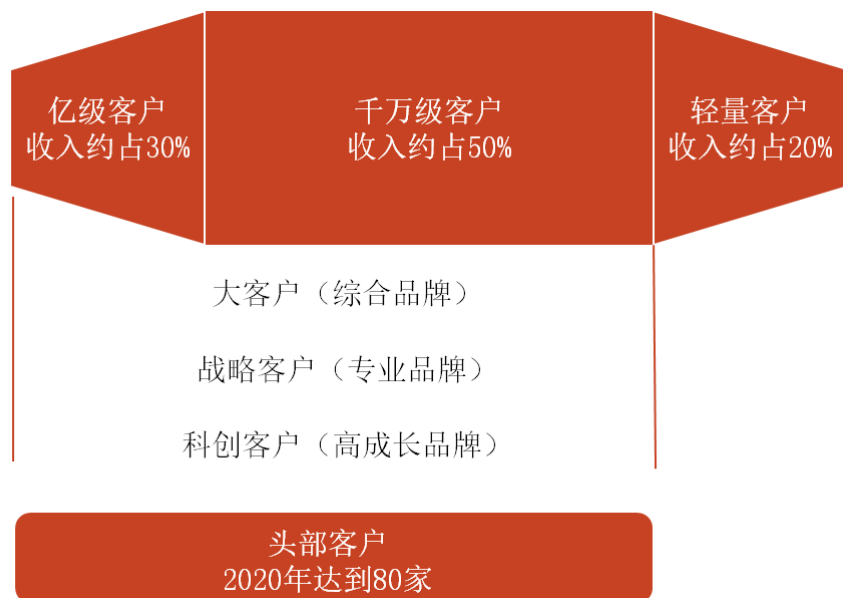 亿级客户
收入约占30%
千万级客户
收入约占50%
轻量客户
收入约占20%
大客户（综合品牌）
战略客户（专业品牌）
科创客户（高成长品牌）
头部客户
2020年达到80家